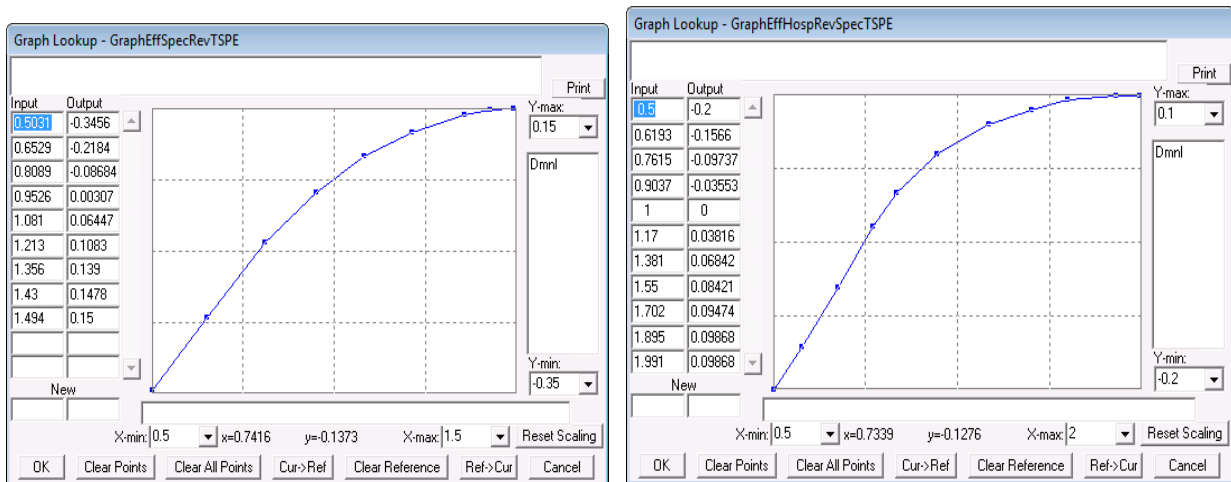 Graph Lookup - GraphEffSpecRevTSPE
Print
Input Output
0.5031 -0.3456
0.6529 -0.2184
0.8089 -0.08684
0.9526 0.00307
1.081 0.06447
1.213 0.1083
1.356 0.139
1.43 0.1478
1.494 0.15
New
Y-max:
0.15
Dmnl
Y-min:
-0.35
X-min: 0.5 x=0.7416 y=-0.1373 X-max: 1.5 Reset Scaling
OK Clear Points Clear All Points Cur->Ref Clear Reference Ref->Cur Cancel
Graph Lookup - GraphEffHospRevSpecTSPE
Print
Input Output
0.5 -0.2
0.6193 -0.1566
0.7615 -0.09737
0.9037 -0.03553
1 0
1.17 0.03816
1.381 0.06842
1.55 0.08421
1.702 0.09474
1.895 0.09868
1.991 0.09868
New
Y-max:
0.1
Dmnl
Y-min:
-0.2
X-min: 0.5 x=0.7339 y=-0.1276 X-max: 2 Reset Scaling
OK Clear Points Clear All Points Cur->Ref Clear Reference Ref->Cur Cancel